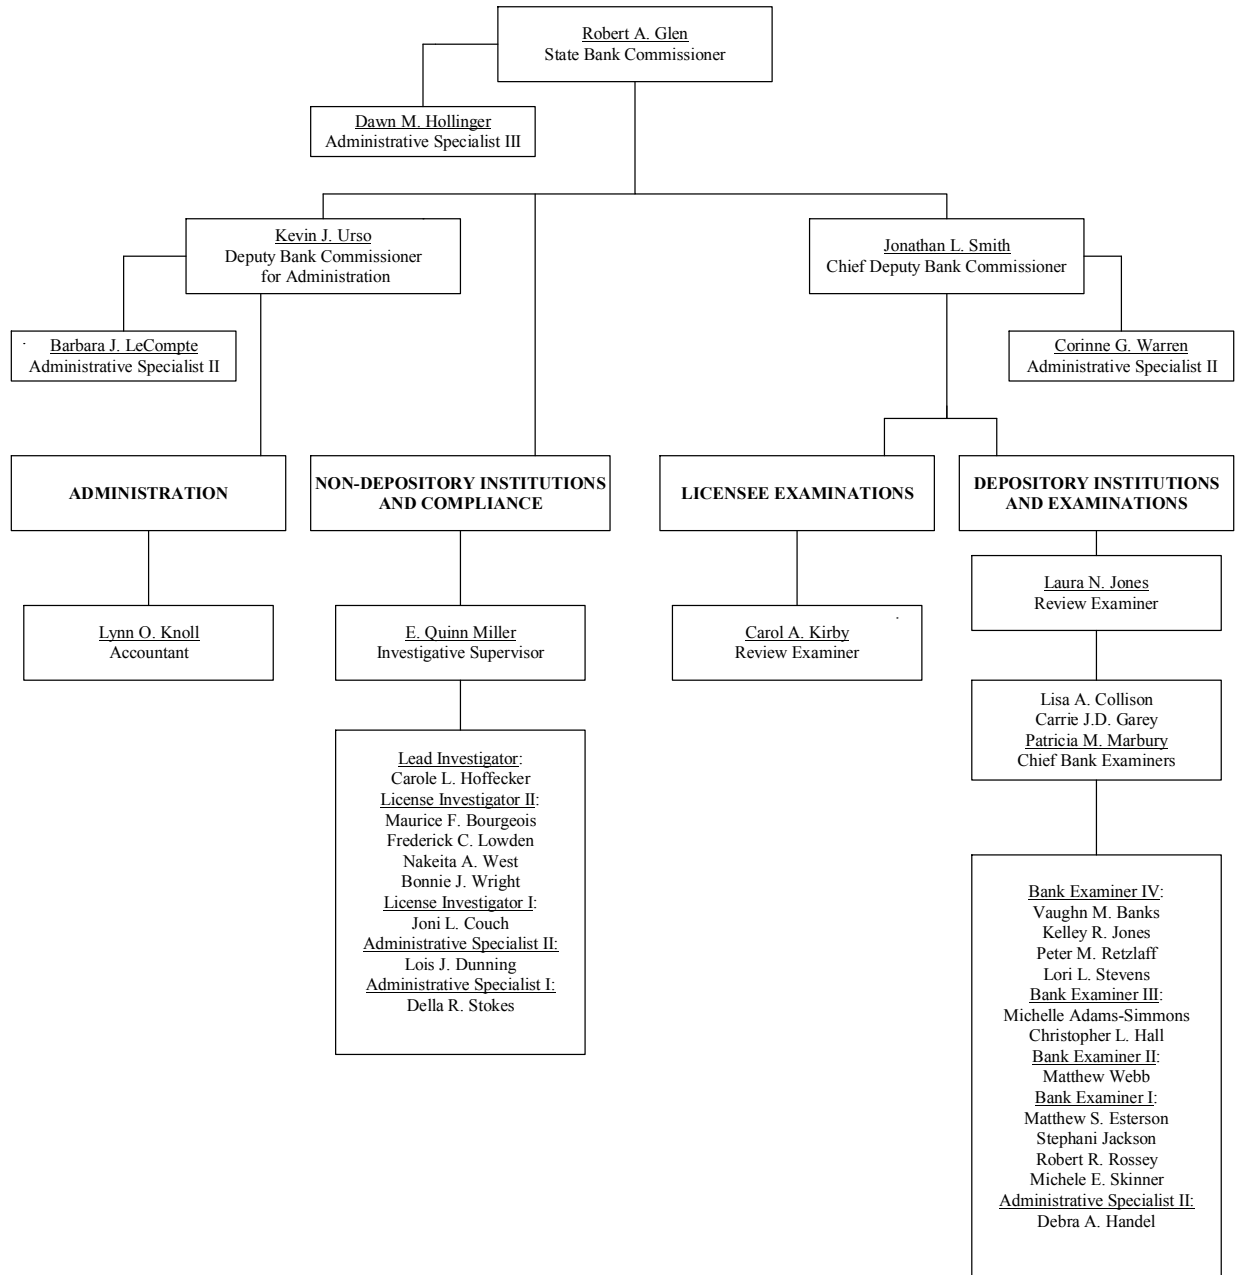 Robert A. Glen
State Bank Commissioner
Dawn M. Hollinger
Administrative Specialist III
Kevin J. Urso
Deputy Bank Commissioner
for Administration
Jonathan L. Smith
Chief Deputy Bank Commissioner
Barbara J. LeCompte
Administrative Specialist II
Corinne G. Warren
Administrative Specialist II
ADMINISTRATION
NON-DEPOSITORY INSTITUTIONS
AND COMPLIANCE
LICENSEE EXAMINATIONS
DEPOSITORY INSTITUTIONS
AND EXAMINATIONS
Lynn O. Knoll
Accountant
E. Quinn Miller
Investigative Supervisor
Carol A. Kirby
Review Examiner
Laura N. Jones
Review Examiner
Lead Investigator:
Carole L. Hoffecker
License Investigator II:
Maurice F. Bourgeois
Frederick C. Lowden
Nakeita A. West
Bonnie J. Wright
License Investigator I:
Joni L. Couch
Administrative Specialist II:
Lois J. Dunning
Administrative Specialist I:
Della R. Stokes
Lisa A. Collison
Carrie J.D. Garey
Patricia M. Marbury
Chief Bank Examiners
Bank Examiner IV:
Vaughn M. Banks
Kelley R. Jones
Peter M. Retzlaff
Lori L. Stevens
Bank Examiner III:
Michelle Adams-Simmons
Christopher L. Hall
Bank Examiner II:
Matthew Webb
Bank Examiner I:
Matthew S. Esterson
Stephani Jackson
Robert R. Rossey
Michele E. Skinner
Administrative Specialist II:
Debra A. Handel